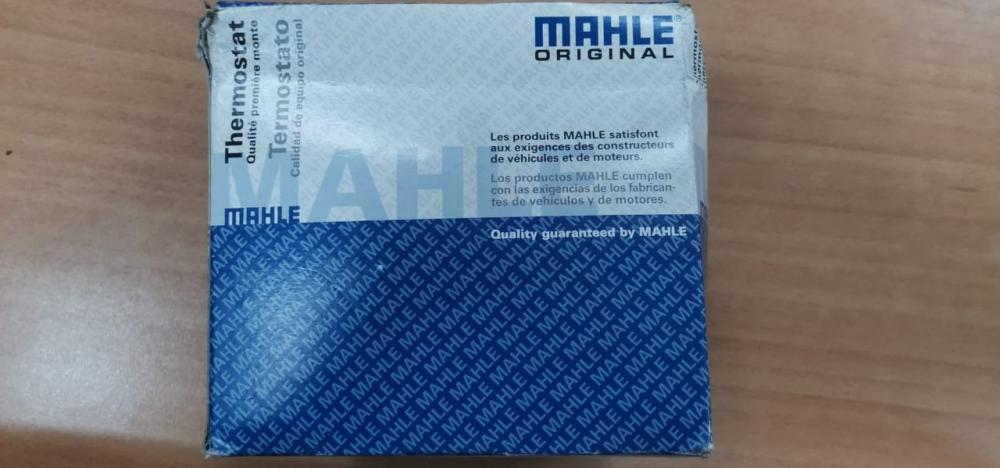 MAHLE®
ORIGINAL
Thermostat
Qualité première monte
Termostato
Calidad de equipo original
Les produits MAHLE satisfont
aux exigences des constructeurs
de véhicules et de moteurs.
Los productos MAHLE cumplen
con las exigencias de los fabrican-
tes de vehículos y de motores.
MAHLE
MAHLE
Quality guaranteed by MAHLE